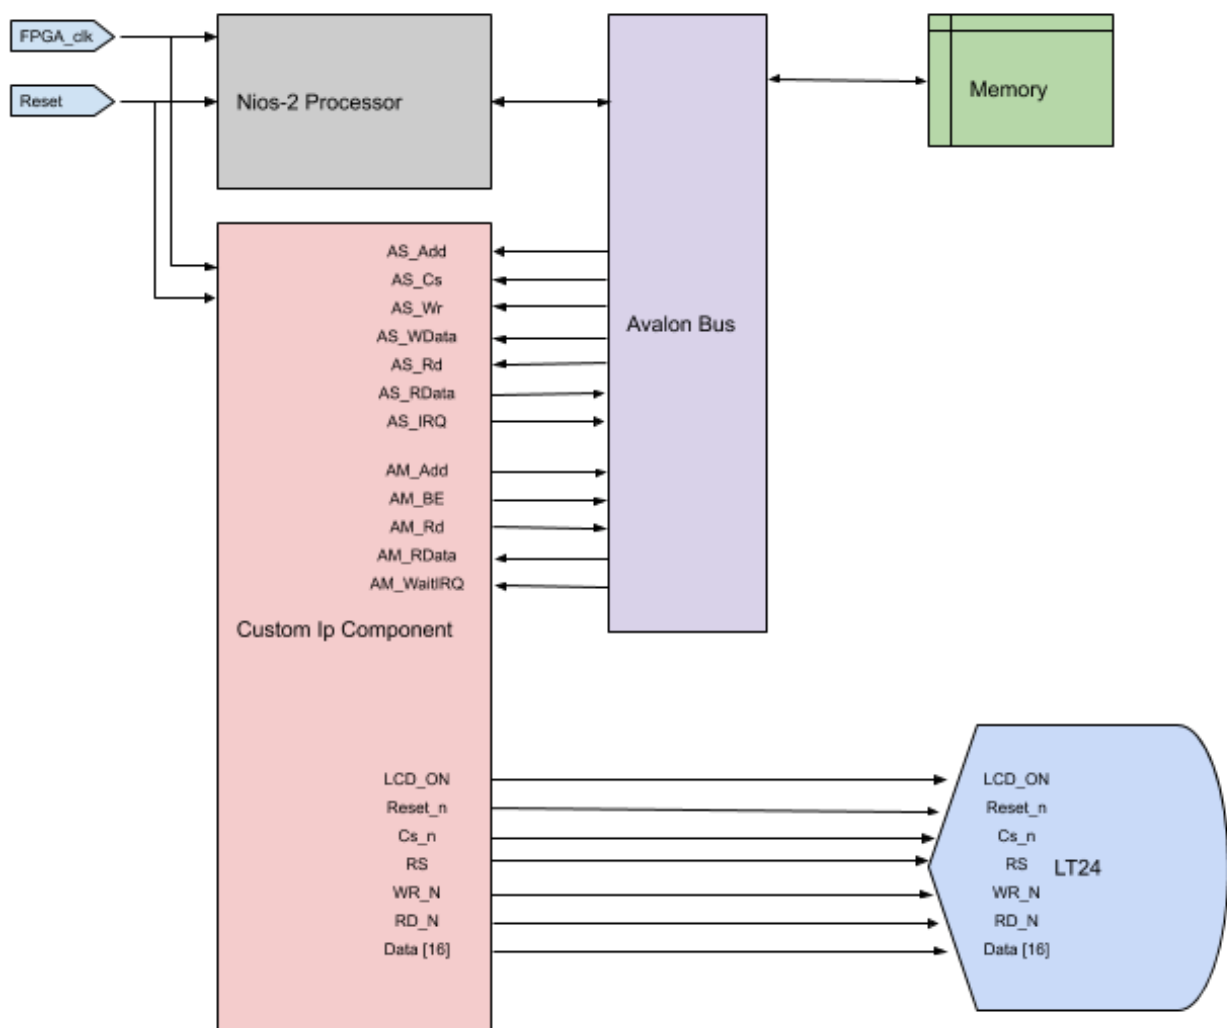 FPGA_clk
Reset
Nios-2 Processor
Memory
AS_Add
AS_Cs
AS_Wr
AS_WData
AS_Rd
AS_RData
AS_IRQ
AM_Add
AM_BE
AM_Rd
AM_RData
AM_WaitIRQ
Avalon Bus
Custom Ip Component
LCD_ON
Reset_n
Cs_n
RS
WR_N
RD_N
Data [16]
LCD_ON
Reset_n
Cs_n
RS
WR_N
RD_N
Data [16]
LT24